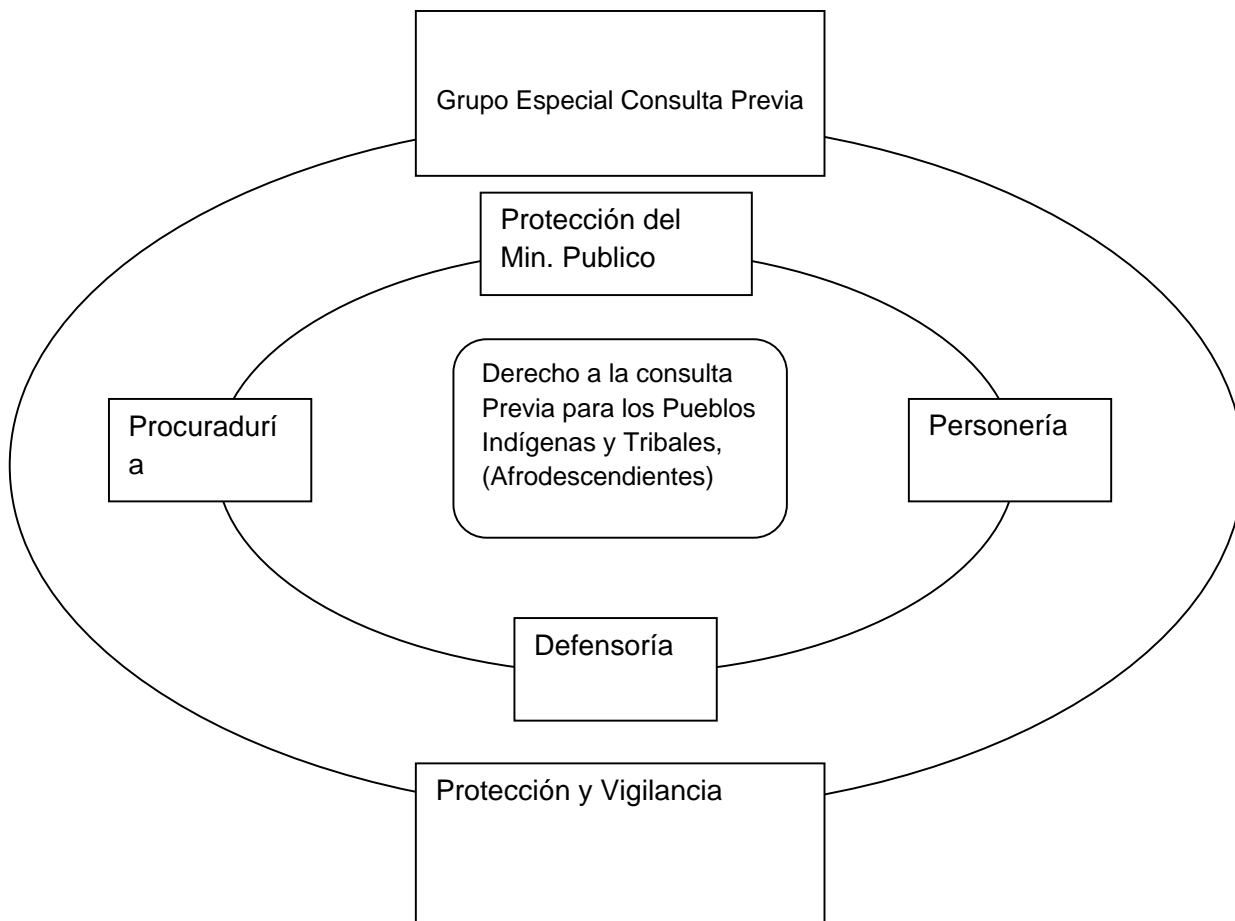 Grupo Especial Consulta Previa
Protección del
Min. Publico
Derecho a la consulta
Previa para los Pueblos
Indígenas y Tribales,
(Afrodescendientes)
Procuradurí
a
Personería
Defensoría
Protección y Vigilancia